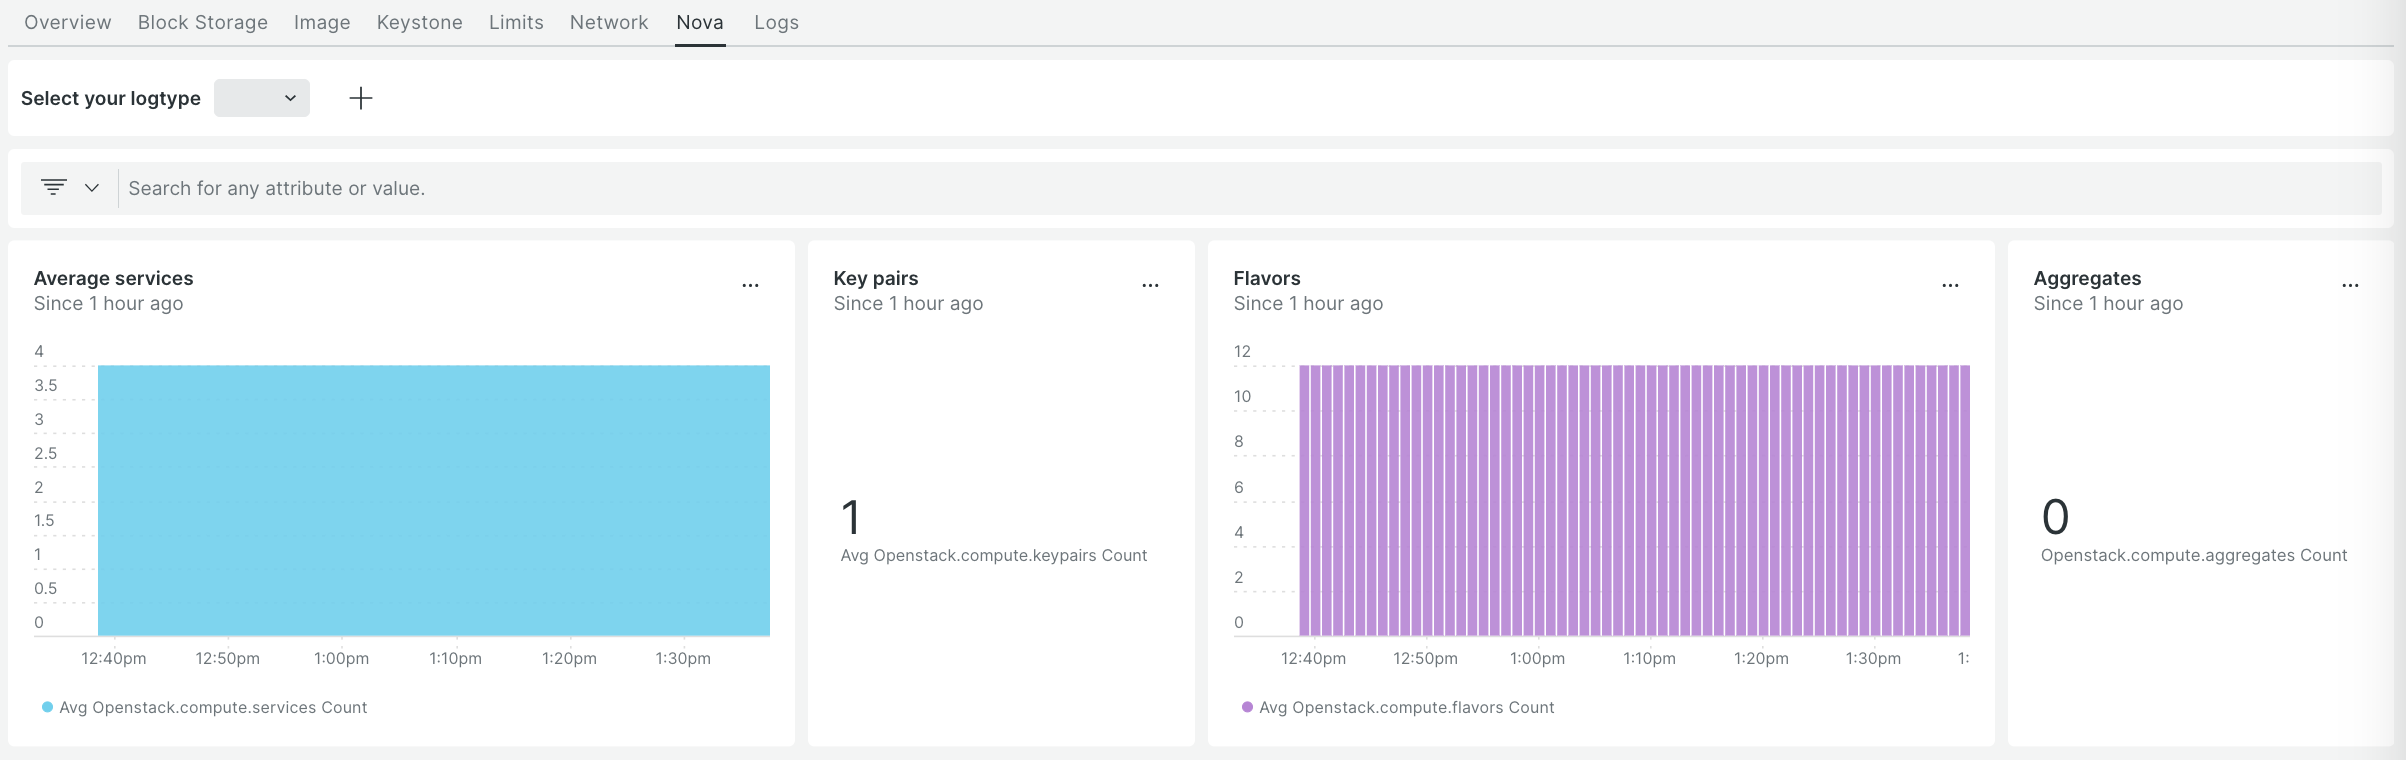 Overview Block Storage Image Keystone Limits Network Nova Logs
Select your logtype
Search for any attribute or value.
Average services
Since 1 hour ago
4
3.5
3
2.5
2
1.5
1
0.5
0
12:40pm 12:50pm 1:00pm 1:10pm 1:20pm 1:30pm
Avg Openstack.compute.services Count
Key pairs
Since 1 hour ago
1
Avg Openstack.compute.keypairs Count
Flavors
Since 1 hour ago
12
10
8
6
4
2
0
12:40pm 12:50pm 1:00pm 1:10pm 1:20pm 1:30pm 1:
Avg Openstack.compute.flavors Count
Aggregates
Since 1 hour ago
0
Openstack.compute.aggregates Count